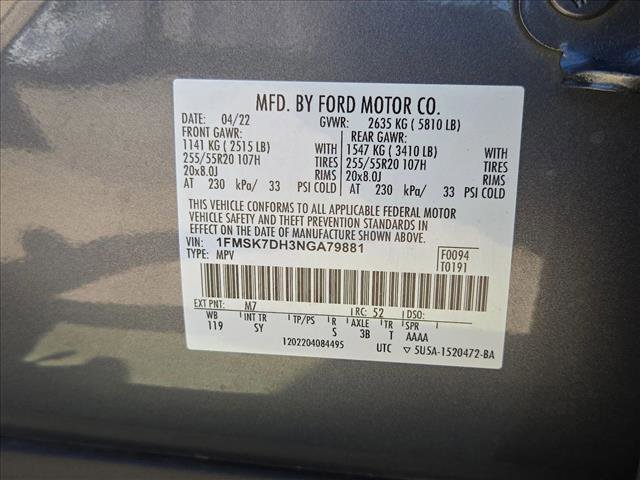 MFD. BY FORD MOTOR CO.
DATE: 04/22 GVWR: 2635 KG ( 5810 LB)
FRONT GAWR: REAR GAWR:
1141 KG ( 2515 LB) WITH 1547 KG ( 3410 LB) WITH
255/55R20 107H TIRES 255/55R20 107H TIRES
20x8.0J RIMS 20x8.0J RIMS
AT 230 kPa/ 33 PSI COLD AT 230 kPa/ 33 PSI COLD
THIS VEHICLE CONFORMS TO ALL APPLICABLE FEDERAL MOTOR
VEHICLE SAFETY AND THEFT PREVENTION STANDARDS IN
EFFECT ON THE DATE OF MANUFACTURE SHOWN ABOVE.
VIN: 1FMSK7DH3NGA79881 F0094
TYPE: MPV T0191
EXT PNT: M7 RC: 52 DSO:
WB INT TR TP/PS R AXLE TR SPR
119 SY S 3B T AAAA
1202204084495 UTC ▽ 5U5A-1520472-BA